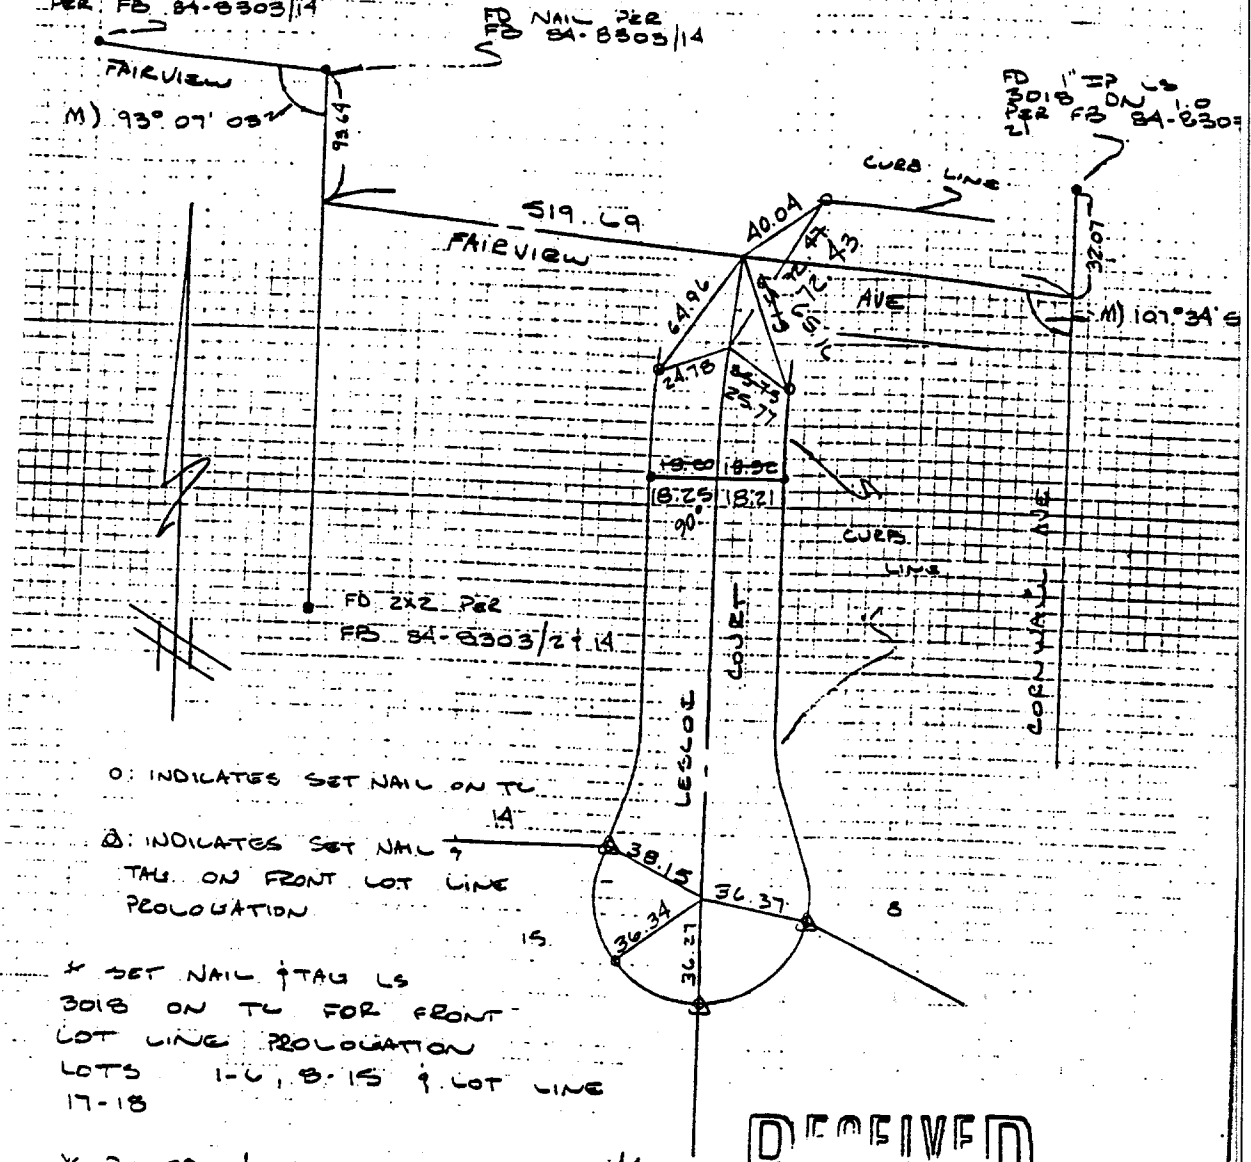 PER FB 84-8303/14
FD NAIL PER
FB 84-8303/14
FAIRVIEW
M) 93° 07' 03"
93.64
FD 1" IP LS
3018 DN 1.0
PER FB 84-8303
21
CURB LINE
519.69
FAIRVIEW
AVE
40.04
32.07
M) 107°34'5
64.96
24.78
25.77
18.25 18.21
90°
CURB
LINE
FD 2X2 PER
FB 84-8303/2 & 14
LESCOE
COURT
CORNWALL AVE
O: INDICATES SET NAIL ON TC
14
: INDICATES SET NAIL &
TAG ON FRONT LOT LINE
PROLOGATION
38.15
36.37
36.34
36.27
8
15
* SET NAIL & TAG LS
3018 ON TC FOR FRONT
LOT LINE PROLOGATION
LOTS 1-6, 8-15 & LOT LINE
17-18
RECEIVED